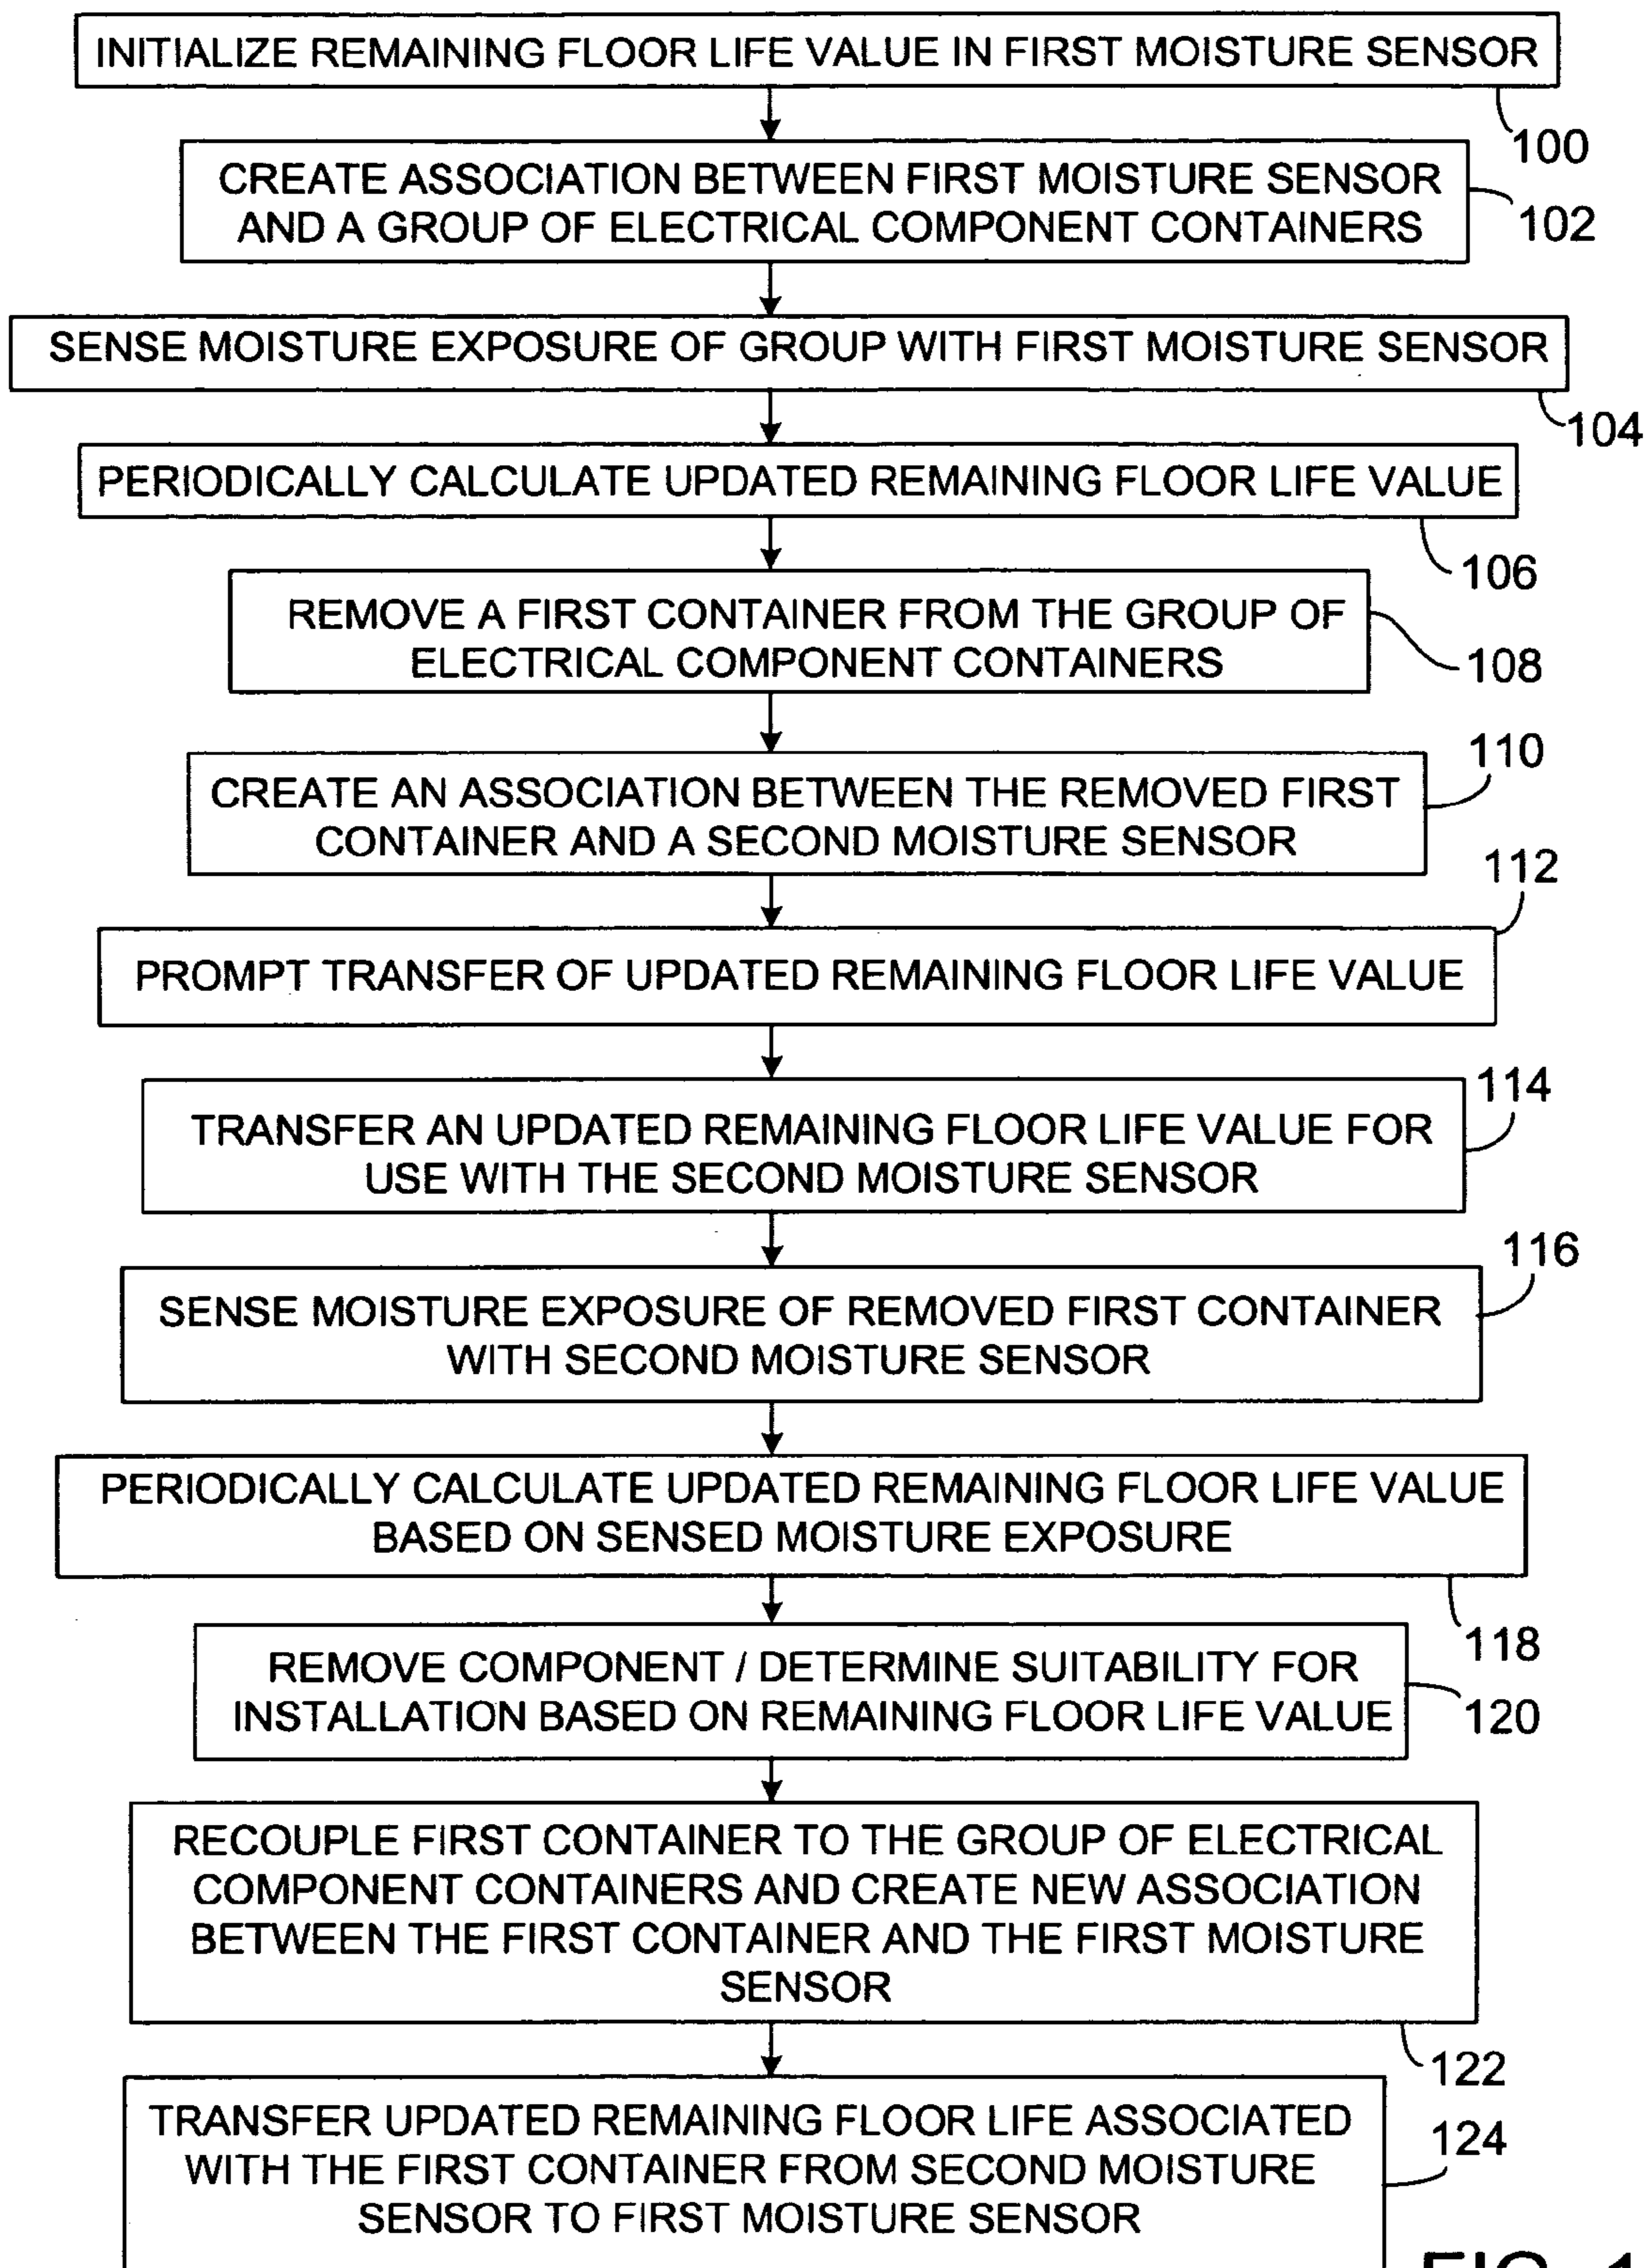 INITIALIZE REMAINING FLOOR LIFE VALUE IN FIRST MOISTURE SENSOR
100
CREATE ASSOCIATION BETWEEN FIRST MOISTURE SENSOR
AND A GROUP OF ELECTRICAL COMPONENT CONTAINERS
102
SENSE MOISTURE EXPOSURE OF GROUP WITH FIRST MOISTURE SENSOR
104
PERIODICALLY CALCULATE UPDATED REMAINING FLOOR LIFE VALUE
106
REMOVE A FIRST CONTAINER FROM THE GROUP OF
ELECTRICAL COMPONENT CONTAINERS
108
110
CREATE AN ASSOCIATION BETWEEN THE REMOVED FIRST
CONTAINER AND A SECOND MOISTURE SENSOR
112
PROMPT TRANSFER OF UPDATED REMAINING FLOOR LIFE VALUE
114
TRANSFER AN UPDATED REMAINING FLOOR LIFE VALUE FOR
USE WITH THE SECOND MOISTURE SENSOR
116
SENSE MOISTURE EXPOSURE OF REMOVED FIRST CONTAINER
WITH SECOND MOISTURE SENSOR
PERIODICALLY CALCULATE UPDATED REMAINING FLOOR LIFE VALUE
BASED ON SENSED MOISTURE EXPOSURE
118
REMOVE COMPONENT / DETERMINE SUITABILITY FOR
INSTALLATION BASED ON REMAINING FLOOR LIFE VALUE
120
RECOUPLE FIRST CONTAINER TO THE GROUP OF ELECTRICAL
COMPONENT CONTAINERS AND CREATE NEW ASSOCIATION
BETWEEN THE FIRST CONTAINER AND THE FIRST MOISTURE
SENSOR
122
TRANSFER UPDATED REMAINING FLOOR LIFE ASSOCIATED
WITH THE FIRST CONTAINER FROM SECOND MOISTURE
SENSOR TO FIRST MOISTURE SENSOR
124